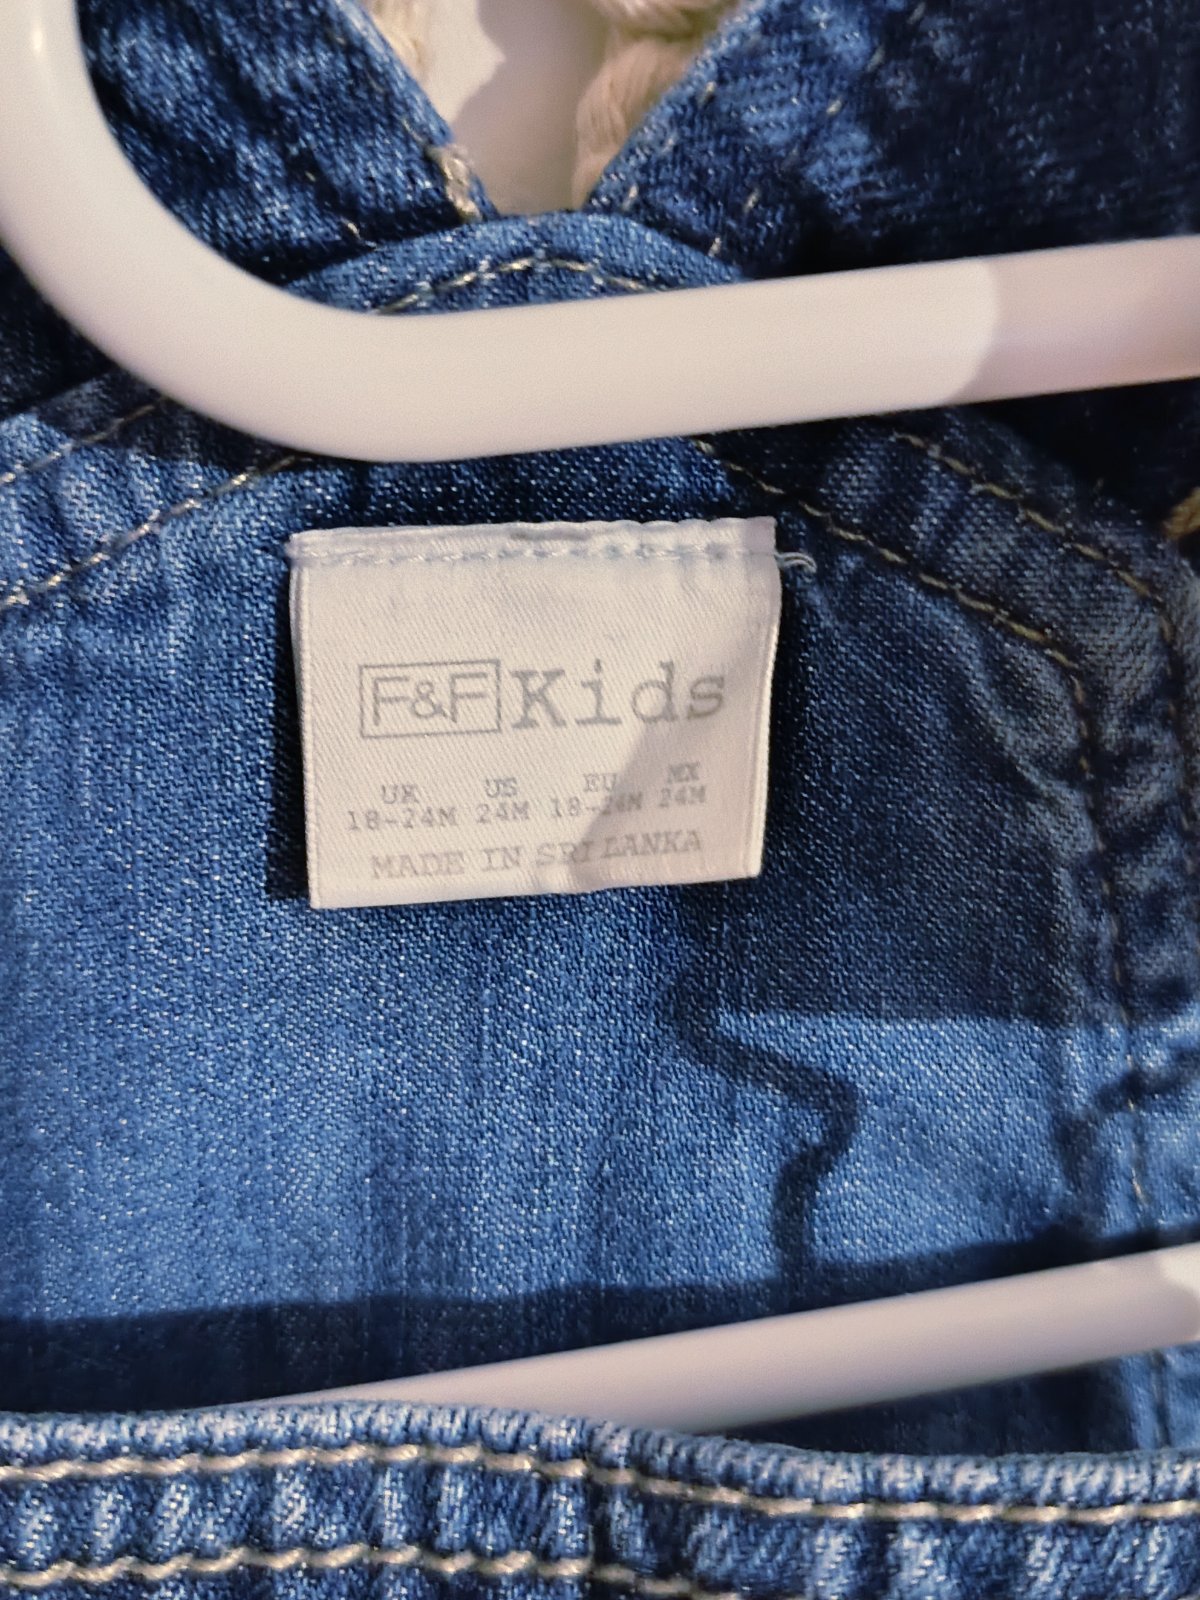 F&F Kids
UK US EU MX
18-24M 24M 18-24M 24M
MADE IN SRI LANKA